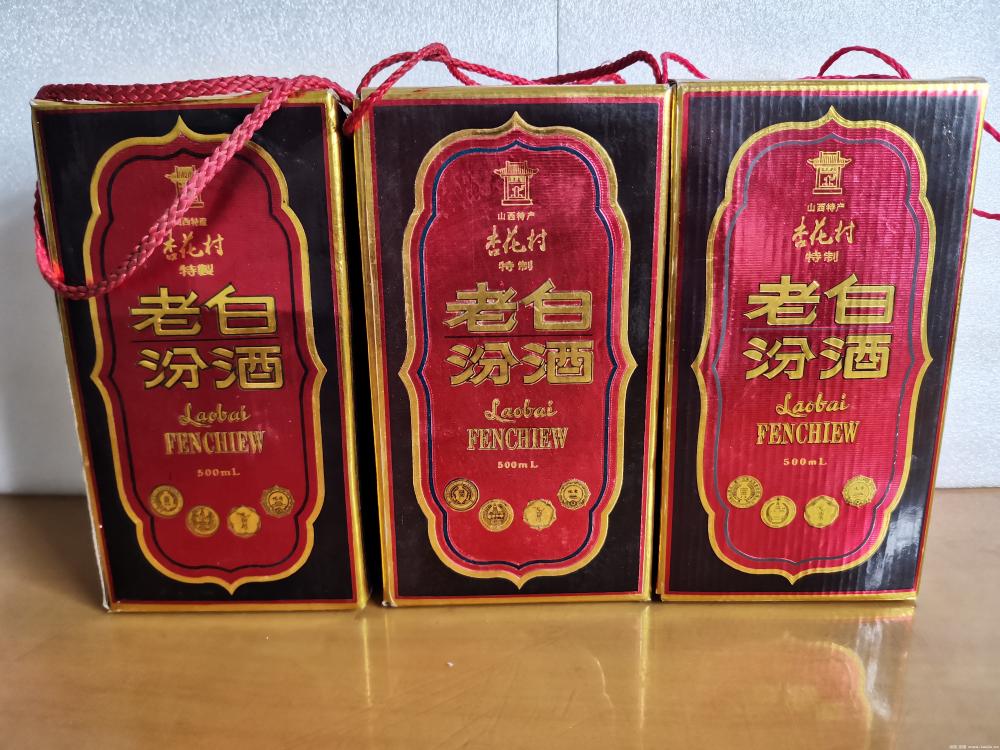 山西特產
杏花村
特製
老白
汾酒
Laobai
FENCHIEW
500mL
山西特产
杏花村
特制
老白
汾酒
Laobai
FENCHIEW
500mL
山西特产
杏花村
特制
老白
汾酒
Laobai
FENCHIEW
500mL